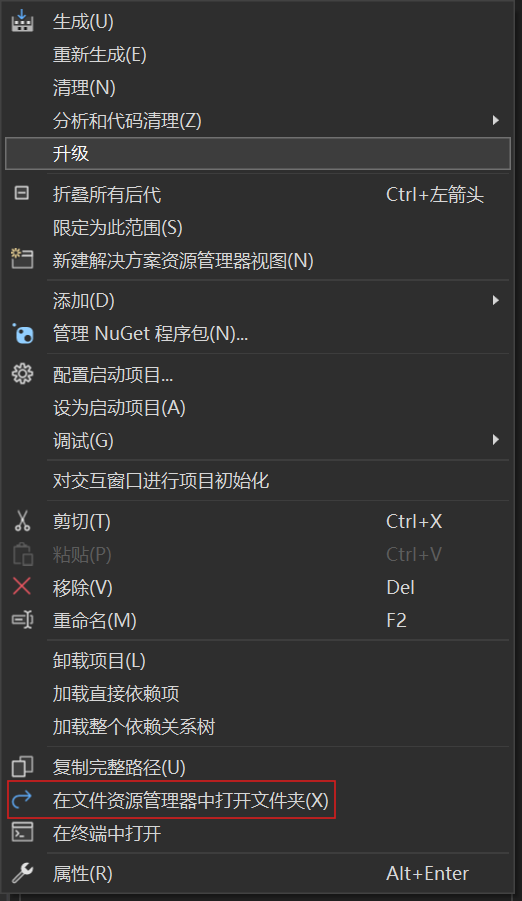 生成(U)
重新生成(E)
清理(N)
分析和代码清理(Z)
升级
折叠所有后代 Ctrl+左箭头
限定为此范围(S)
新建解决方案资源管理器视图(N)
添加(D)
管理 NuGet 程序包(N)...
配置启动项目...
设为启动项目(A)
调试(G)
对交互窗口进行项目初始化
剪切(T) Ctrl+X
粘贴(P) Ctrl+V
移除(V) Del
重命名(M) F2
卸载项目(L)
加载直接依赖项
加载整个依赖关系树
复制完整路径(U)
在文件资源管理器中打开文件夹(X)
在终端中打开
属性(R) Alt+Enter